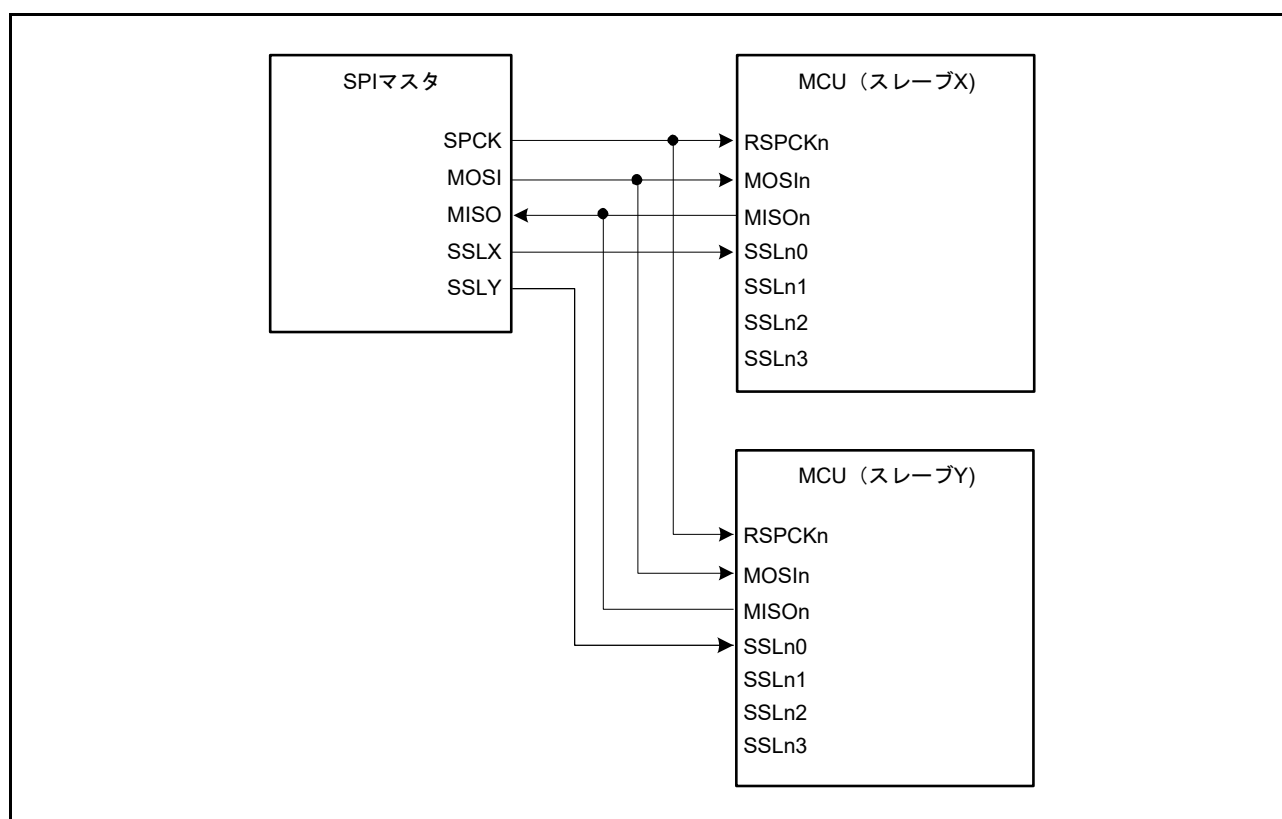 SPIマスタ
SPCK
MOSI
MISO
SSLX
SSLY
MCU（スレーブX)
RSPCKn
MOSIn
MISOn
SSLn0
SSLn1
SSLn2
SSLn3
MCU（スレーブY)
RSPCKn
MOSIn
MISOn
SSLn0
SSLn1
SSLn2
SSLn3